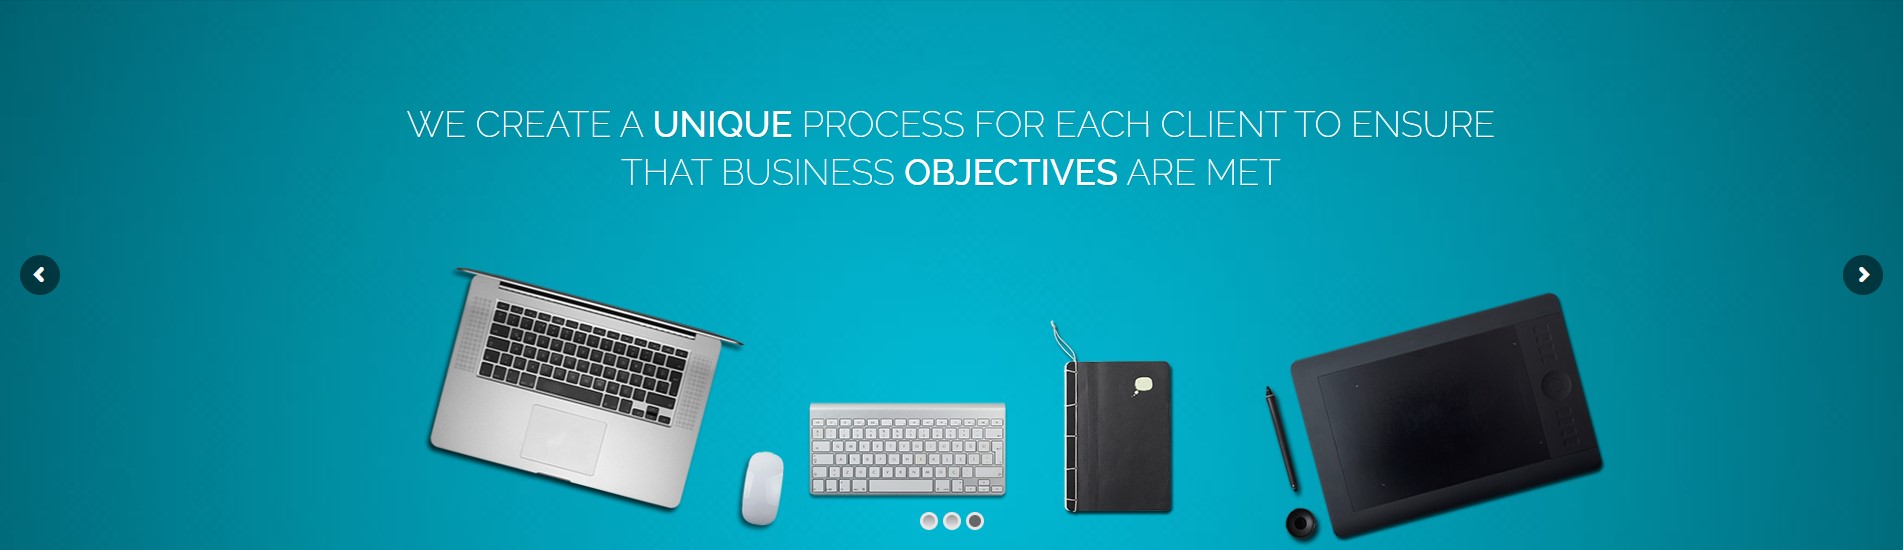 WE CREATE A UNIQUE PROCESS FOR EACH CLIENT TO ENSURE
THAT BUSINESS OBJECTIVES ARE MET